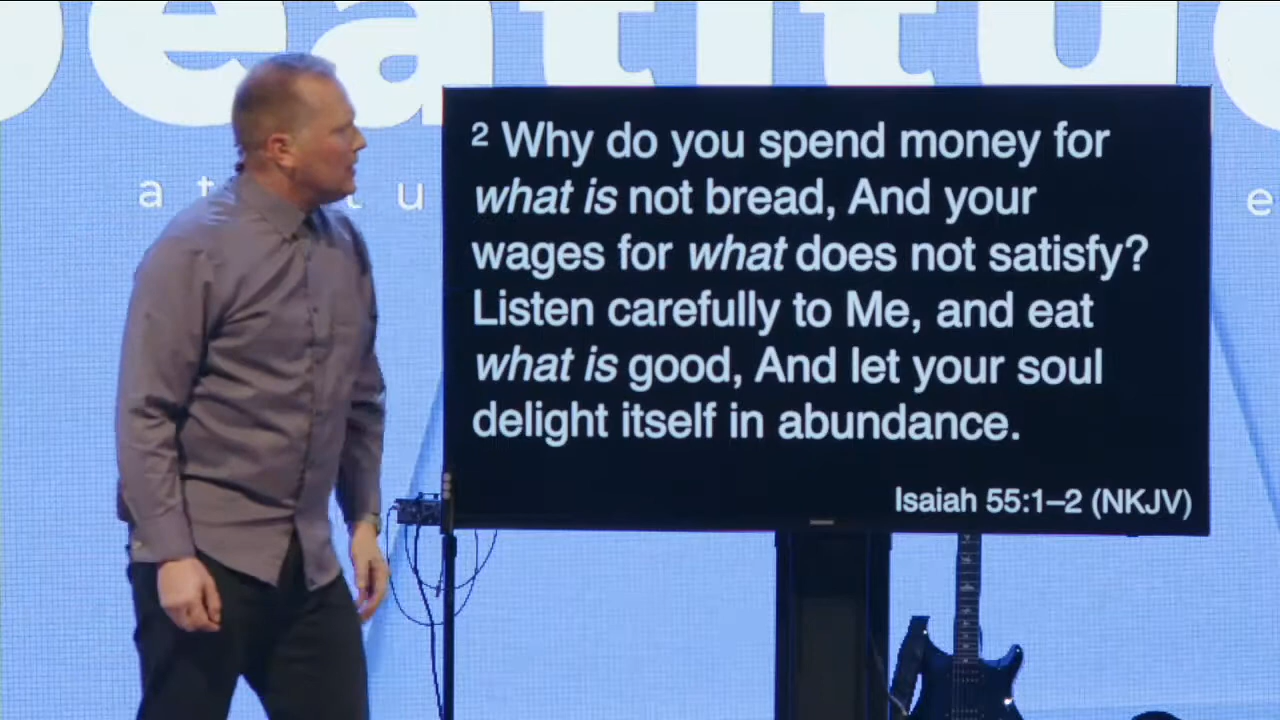 beatitu
a t
u
e
2 Why do you spend money for
what is not bread, And your
wages for what does not satisfy?
Listen carefully to Me, and eat
what is good, And let your soul
delight itself in abundance.
Isaiah 55:1–2 (NKJV)